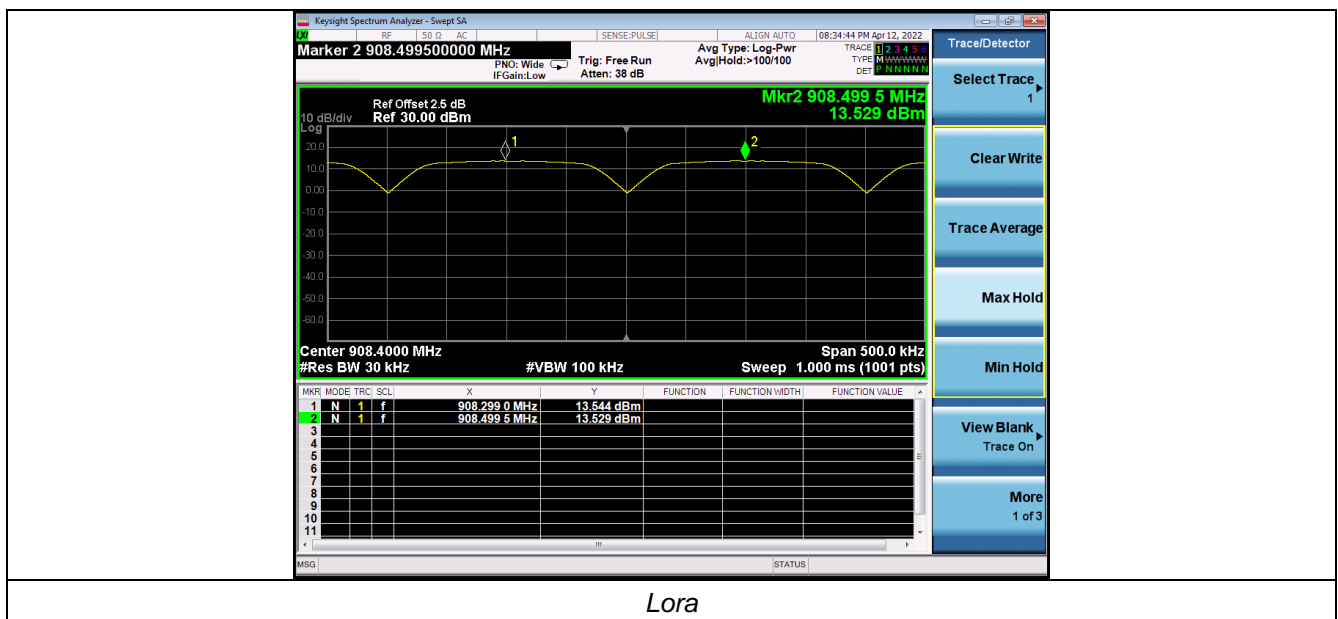 Keysight Spectrum Analyzer - Swept SA
LXI RF 50 Ω AC SENSE:PULSE ALIGN AUTO 08:34:44 PM Apr 12, 2022
Marker 2 908.499500000 MHz
PNO: Wide
IFGain:Low
Trig: Free Run
Atten: 38 dB
Avg Type: Log-Pwr
Avg|Hold:>100/100
TRACE 1 2 3 4 5 6
TYPE M WWWWW
DET P N N N N N
Mkr2 908.499 5 MHz
13.529 dBm
Ref Offset 2.5 dB
10 dB/div Ref 30.00 dBm
Log
20.0
10.0
0.00
-10.0
-20.0
-30.0
-40.0
-50.0
-60.0
1
2
Center 908.4000 MHz Span 500.0 kHz
#Res BW 30 kHz #VBW 100 kHz Sweep 1.000 ms (1001 pts)
MKR MODE TRC SCL X Y FUNCTION FUNCTION WIDTH FUNCTION VALUE
1 N 1 f 908.299 0 MHz 13.544 dBm
2 N 1 f 908.499 5 MHz 13.529 dBm
3
4
5
6
7
8
9
10
11
MSG STATUS
Trace/Detector
Select Trace
1
Clear Write
Trace Average
Max Hold
Min Hold
View Blank
Trace On
More
1 of 3
Lora